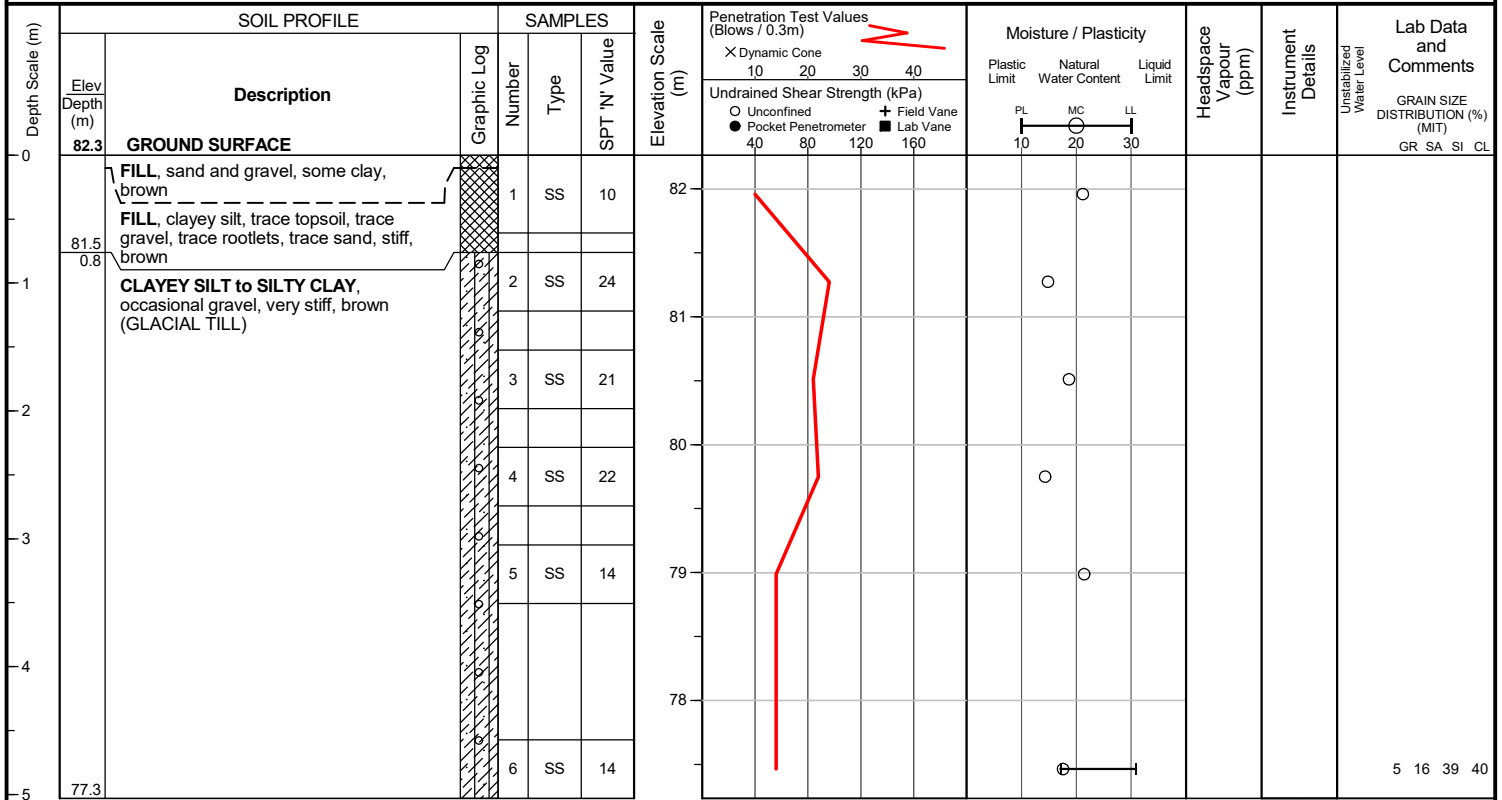 SOIL PROFILE
SAMPLES
Depth Scale (m)
Elev
Depth
(m)
Description
Graphic Log
Number
Type
SPT 'N' Value
Elevation Scale
(m)
Penetration Test Values
(Blows / 0.3m)
× Dynamic Cone
10 20 30 40
Undrained Shear Strength (kPa)
Unconfined
Field Vane
Pocket Penetrometer
Lab Vane
40 80 120 160
Moisture / Plasticity
Plastic
Limit
Natural
Water Content
Liquid
Limit
PL MC LL
10 20 30
Headspace
Vapour
(ppm)
Instrument
Details
Unstabilized
Water Level
Lab Data
and
Comments
GRAIN SIZE
DISTRIBUTION (%)
(MIT)
GR SA SI CL
82.3 GROUND SURFACE
0
FILL, sand and gravel, some clay,
brown
1 SS 10
82
FILL, clayey silt, trace topsoil, trace
gravel, trace rootlets, trace sand, stiff,
brown
81.5
0.8
CLAYEY SILT to SILTY CLAY,
occasional gravel, very stiff, brown
(GLACIAL TILL)
1
2 SS 24
81
3 SS 21
2
80
4 SS 22
3
79
5 SS 14
4
78
6 SS 14
5 16 39 40
77.3
5